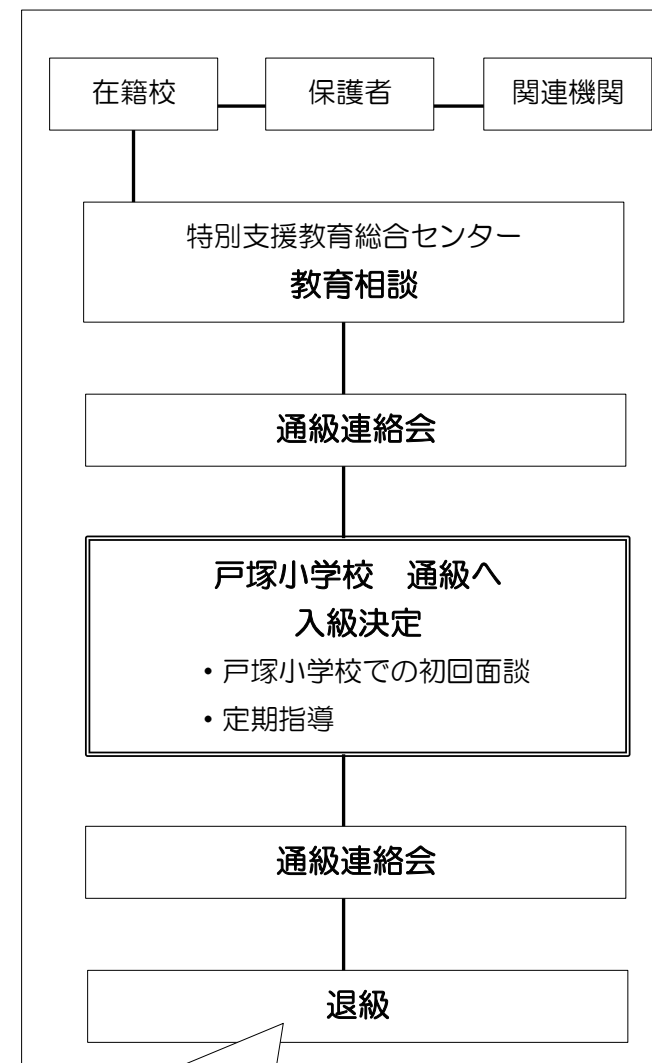 在籍校
保護者
関連機関
特別支援教育総合センター
教育相談
通級連絡会
戸塚小学校　通級へ
入級決定
・戸塚小学校での初回面談
・定期指導
通級連絡会
退級